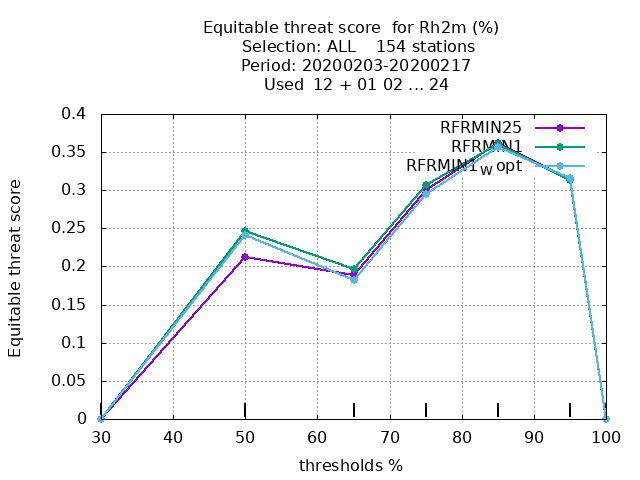 Equitable threat score  for Rh2m (%)
Selection: ALL    154 stations
Period: 20200203-20200217
Used  12 + 01 02 ... 24
0.4
0.35
0.3
0.25
0.2
0.15
0.1
0.05
0
Equitable threat score
RFRMIN25
RFRMIN1
RFRMIN1w opt
30 40 50 60 70 80 90 100
thresholds %